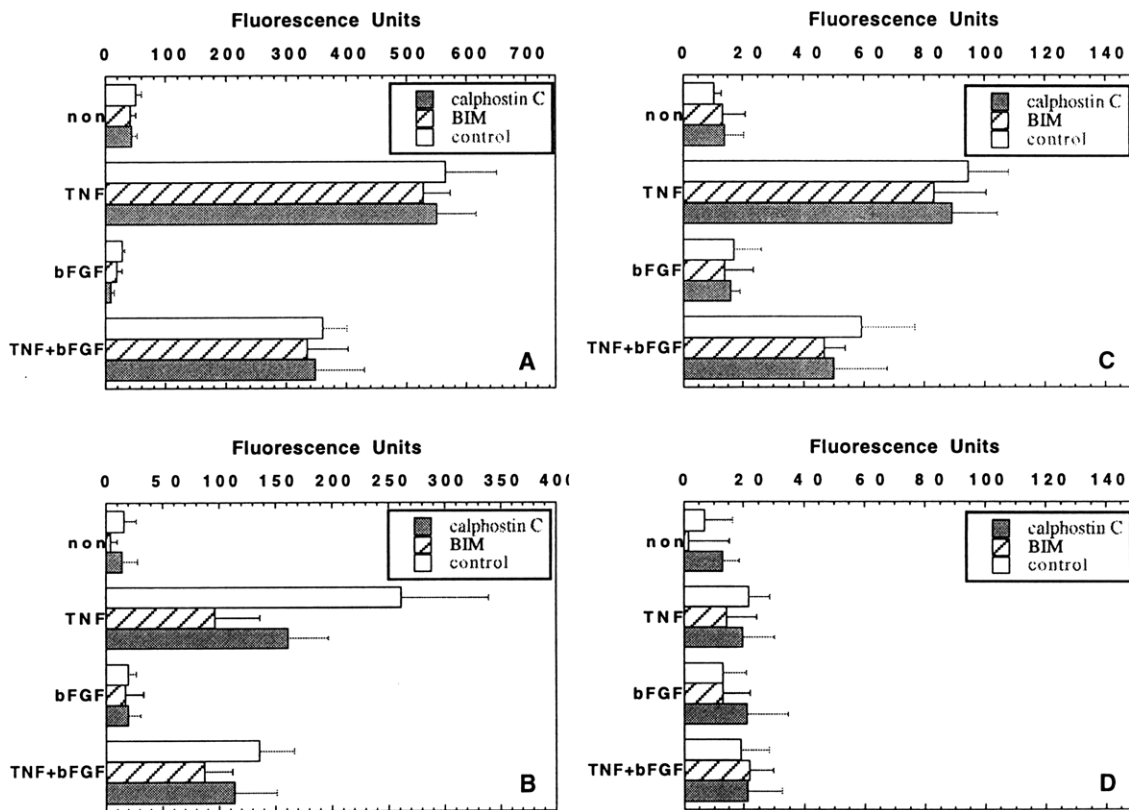 Fluorescence Units
0 100 200 300 400 500 600 700
calphostin C
BIM
control
non
TNF
bFGF
TNF+bFGF
A
Fluorescence Units
0 20 40 60 80 100 120 140
calphostin C
BIM
control
non
TNF
bFGF
TNF+bFGF
C
Fluorescence Units
0 50 100 150 200 250 300 350 400
calphostin C
BIM
control
non
TNF
bFGF
TNF+bFGF
B
Fluorescence Units
0 20 40 60 80 100 120 140
calphostin C
BIM
control
non
TNF
bFGF
TNF+bFGF
D